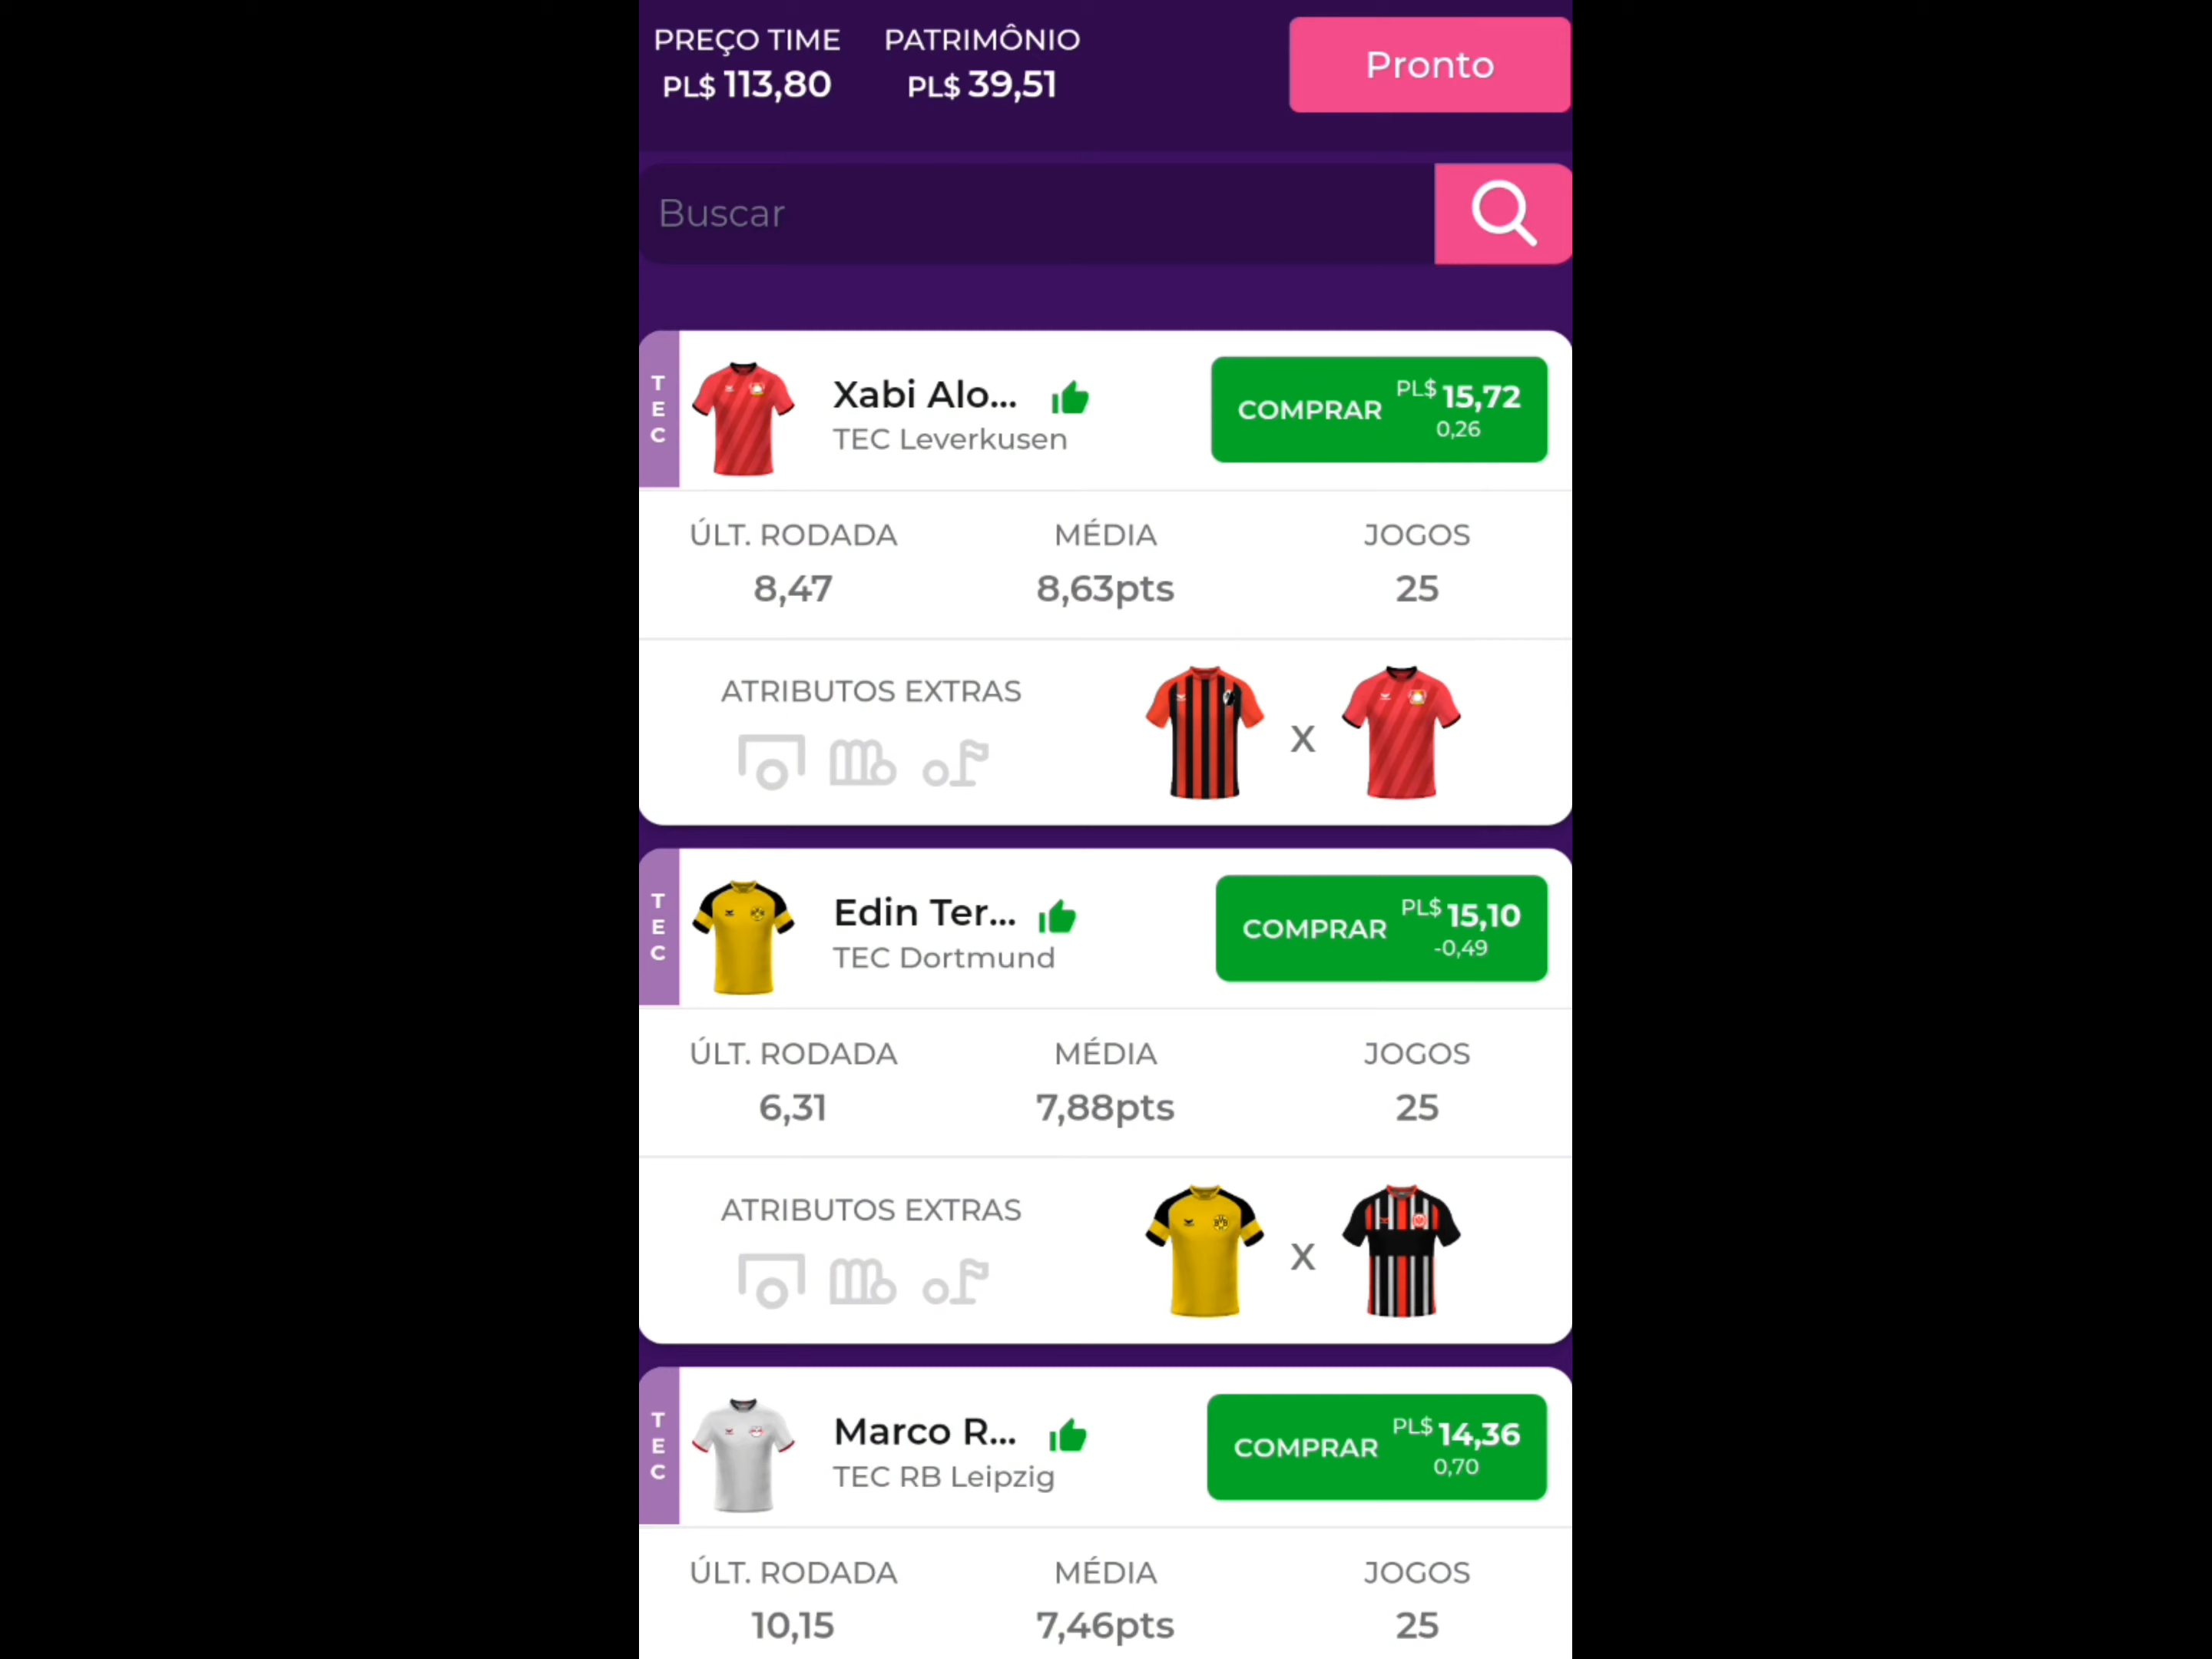 PREÇO TIME PATRIMÔNIO
PL$ 113,80 PL$ 39,51
Pronto
Buscar
TEC
Xabi Alo...
TEC Leverkusen
COMPRAR PL$ 15,72
0,26
ÚLT. RODADA MÉDIA JOGOS
8,47 8,63pts 25
ATRIBUTOS EXTRAS
X
TEC
Edin Ter...
TEC Dortmund
COMPRAR PL$ 15,10
-0,49
ÚLT. RODADA MÉDIA JOGOS
6,31 7,88pts 25
ATRIBUTOS EXTRAS
X
TEC
Marco R...
TEC RB Leipzig
COMPRAR PL$ 14,36
0,70
ÚLT. RODADA MÉDIA JOGOS
10,15 7,46pts 25